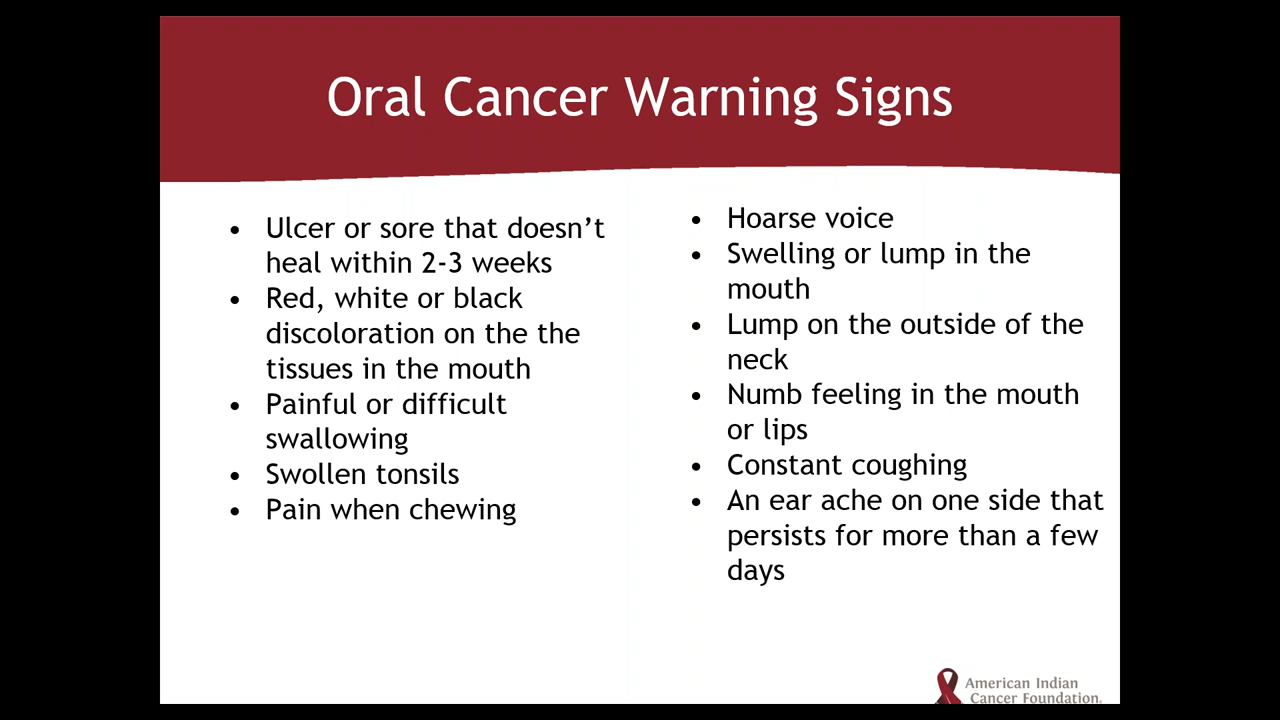 Oral Cancer Warning Signs
• Ulcer or sore that doesn’t
heal within 2-3 weeks
• Red, white or black
discoloration on the the
tissues in the mouth
• Painful or difficult
swallowing
• Swollen tonsils
• Pain when chewing
• Hoarse voice
• Swelling or lump in the
mouth
• Lump on the outside of the
neck
• Numb feeling in the mouth
or lips
• Constant coughing
• An ear ache on one side that
persists for more than a few
days
American Indian
Cancer Foundation.